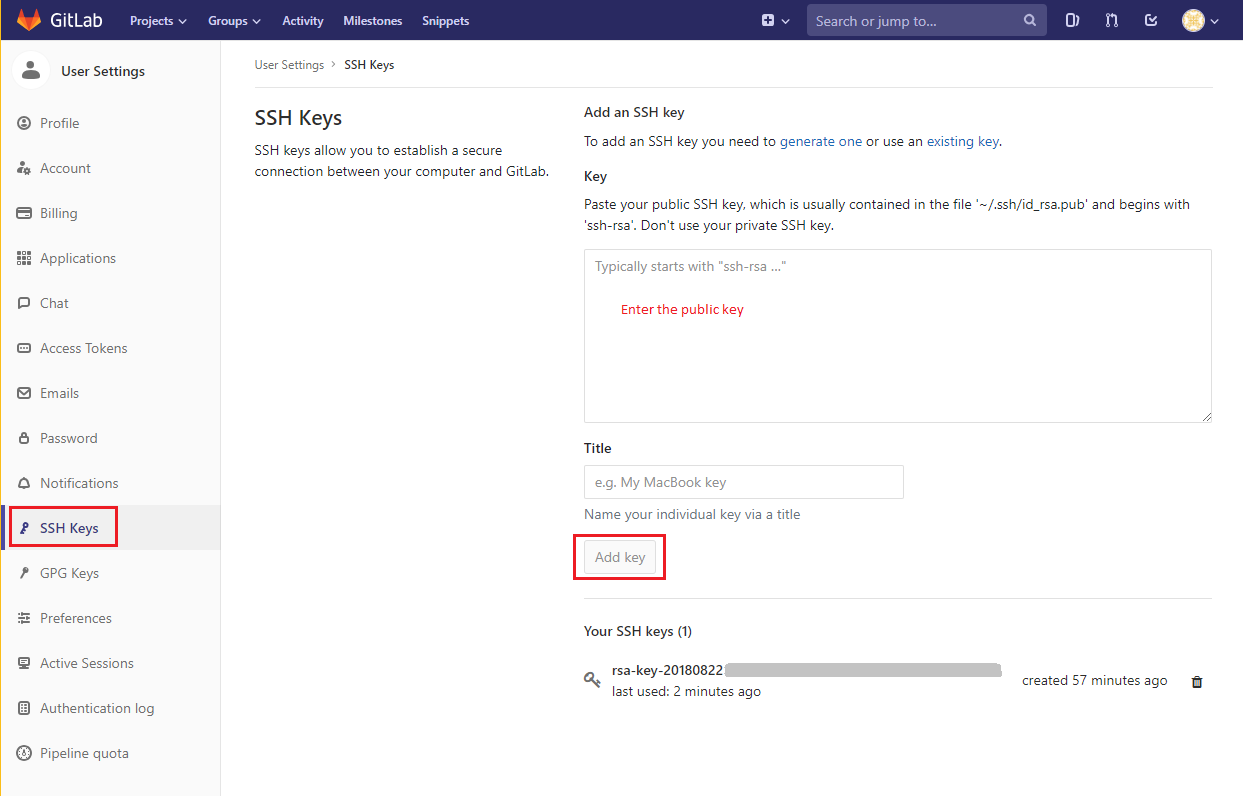 GitLab Projects Groups Activity Milestones Snippets Search or jump to...
User Settings
Profile
Account
Billing
Applications
Chat
Access Tokens
Emails
Password
Notifications
SSH Keys
GPG Keys
Preferences
Active Sessions
Authentication log
Pipeline quota
User Settings › SSH Keys
SSH Keys
SSH keys allow you to establish a secure
connection between your computer and GitLab.
Add an SSH key
To add an SSH key you need to generate one or use an existing key.
Key
Paste your public SSH key, which is usually contained in the file '~/.ssh/id_rsa.pub' and begins with
'ssh-rsa'. Don't use your private SSH key.
Typically starts with "ssh-rsa ..."
Enter the public key
Title
e.g. My MacBook key
Name your individual key via a title
Add key
Your SSH keys (1)
rsa-key-20180822
last used: 2 minutes ago
created 57 minutes ago